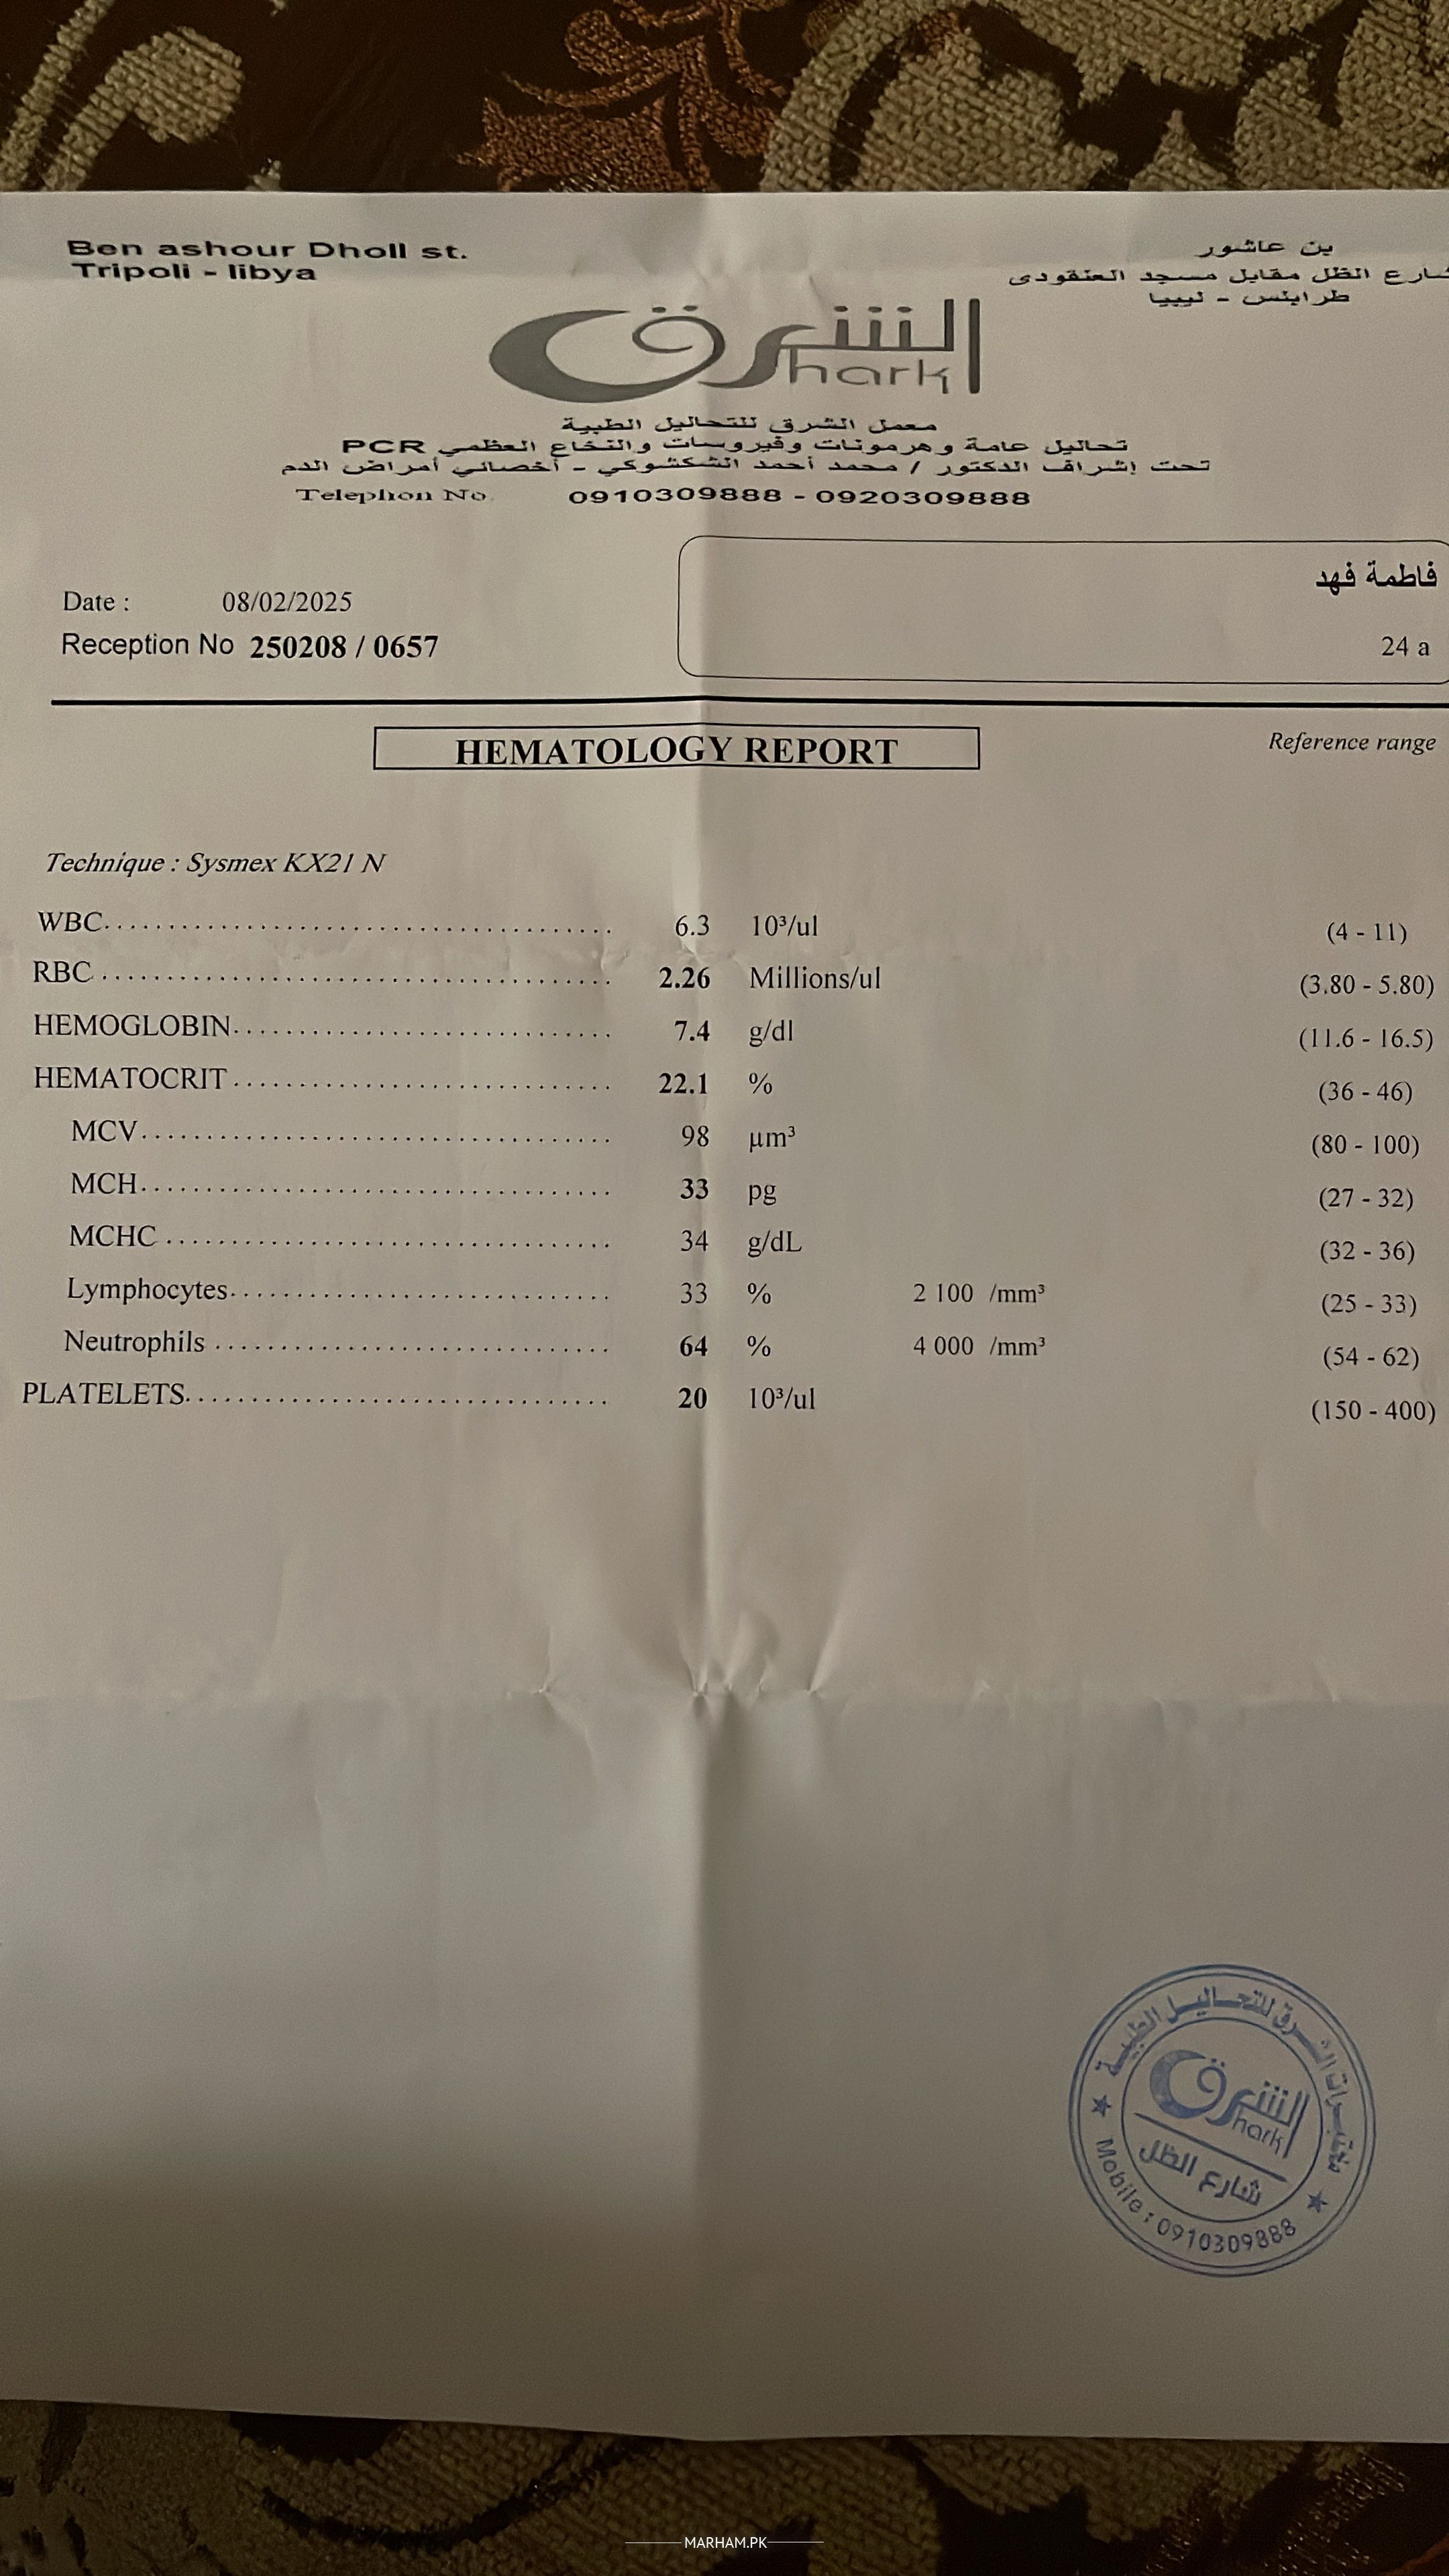 Ben ashour Dholl st.
Tripoli - libya
بن عاشور
شارع الظل مقابل مسجد العنقودى
طرابلس - ليبيا
الشرق
Shark
معمل الشرق للتحاليل الطبية
تحاليل عامة وهرمونات وفيروسات والنخاع العظمي PCR
تحت إشراف الدكتور / محمد أحمد الشكشوكي - أخصائي أمراض الدم
Telephon No. 0910309888 - 0920309888
فاطمة فهد
24 a
Date : 08/02/2025
Reception No 250208 / 0657
HEMATOLOGY REPORT
Reference range
Technique : Sysmex KX21 N
WBC 6.3 10³/ul (4 - 11)
RBC 2.26 Millions/ul (3.80 - 5.80)
HEMOGLOBIN 7.4 g/dl (11.6 - 16.5)
HEMATOCRIT 22.1 % (36 - 46)
MCV 98 µm³ (80 - 100)
MCH 33 pg (27 - 32)
MCHC 34 g/dL (32 - 36)
Lymphocytes 33 % 2 100 /mm³ (25 - 33)
Neutrophils 64 % 4 000 /mm³ (54 - 62)
PLATELETS 20 10³/ul (150 - 400)
مختبرات الشرق للتحاليل الطبية
الشرق
Shark
شارع الظل
Mobile : 0910309888
MARHAM.PK